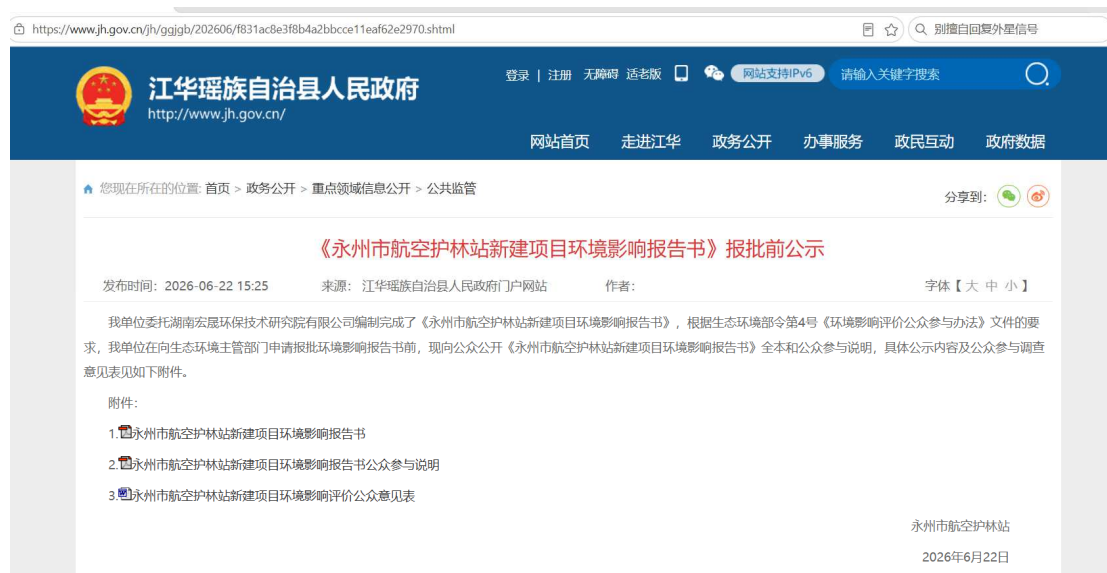 https://www.jh.gov.cn/jh/ggjgb/202606/f831ac8e3f8b4a2bbcce11eaf62e2970.shtml
别擅自回复外星信号
江华瑶族自治县人民政府
http://www.jh.gov.cn/
登录 | 注册 无障碍 适老版 网站支持IPv6 请输入关键字搜索
网站首页 走进江华 政务公开 办事服务 政民互动 政府数据
您现在所在的位置: 首页 > 政务公开 > 重点领域信息公开 > 公共监管
分享到:
《永州市航空护林站新建项目环境影响报告书》报批前公示
发布时间: 2026-06-22 15:25 来源: 江华瑶族自治县人民政府门户网站 作者: 字体【 大 中 小 】
我单位委托湖南宏晟环保技术研究院有限公司编制完成了《永州市航空护林站新建项目环境影响报告书》，根据生态环境部令第4号《环境影响评价公众参与办法》文件的要
求，我单位在向生态环境主管部门申请报批环境影响报告书前，现向公众公开《永州市航空护林站新建项目环境影响报告书》全本和公众参与说明，具体公示内容及公众参与调查
意见表见如下附件。
附件：
1.永州市航空护林站新建项目环境影响报告书
2.永州市航空护林站新建项目环境影响报告书公众参与说明
3.永州市航空护林站新建项目环境影响评价公众意见表
永州市航空护林站
2026年6月22日